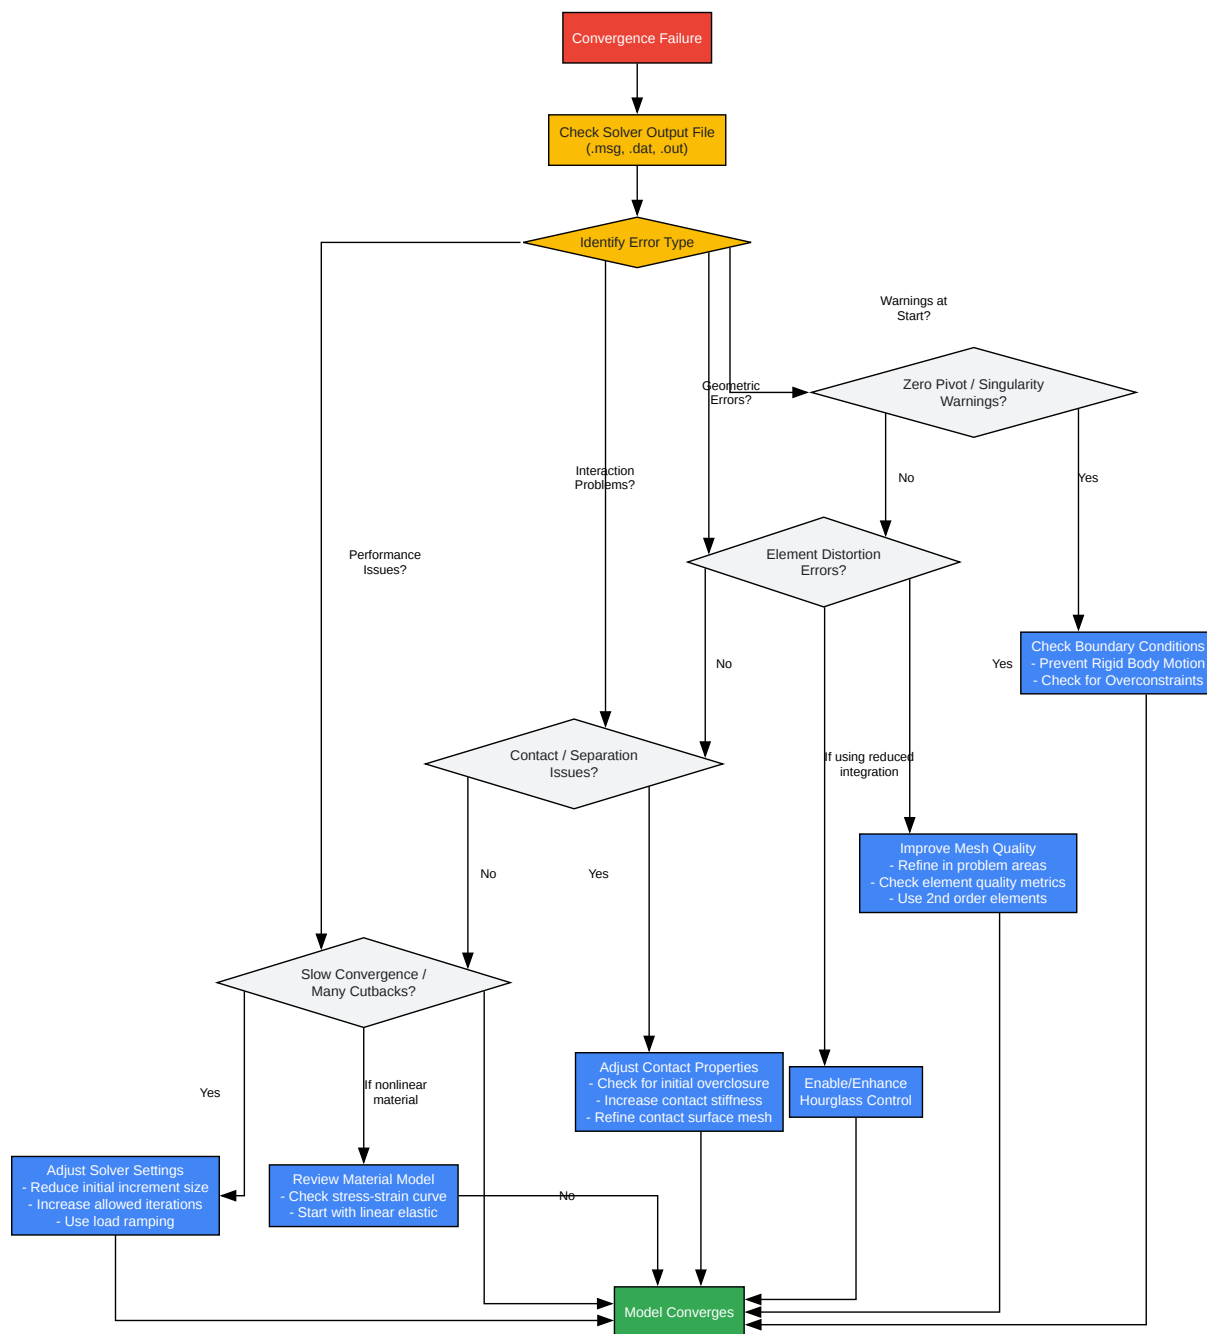 Convergence Failure
Check Solver Output File
(.msg, .dat, .out)
Identify Error Type
Warnings at
Start?
Zero Pivot / Singularity
Warnings?
Geometric
Errors?
Interaction
Problems?
No
Yes
Performance
Issues?
Element Distortion
Errors?
No
Yes
Check Boundary Conditions
- Prevent Rigid Body Motion
- Check for Overconstraints
Contact / Separation
Issues?
If using reduced
integration
Improve Mesh Quality
- Refine in problem areas
- Check element quality metrics
- Use 2nd order elements
No
Yes
Slow Convergence /
Many Cutbacks?
Adjust Contact Properties
- Check for initial overclosure
- Increase contact stiffness
- Refine contact surface mesh
Enable/Enhance
Hourglass Control
Yes
If nonlinear
material
Adjust Solver Settings
- Reduce initial increment size
- Increase allowed iterations
- Use load ramping
Review Material Model
- Check stress-strain curve
- Start with linear elastic
No
Model Converges